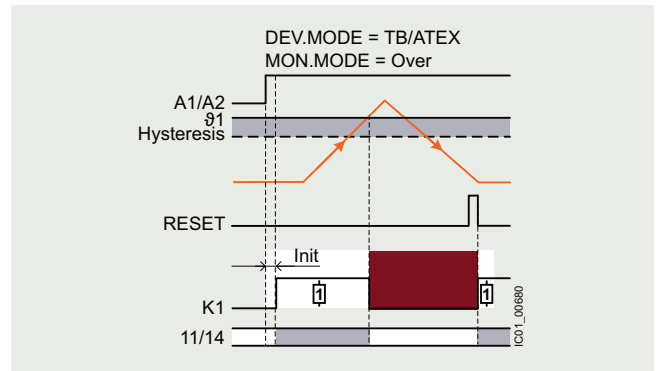 DEV.MODE = TB/ATEX
MON.MODE = Over
A1/A2
ϑ1
Hysteresis
RESET
Init
K1
1
1
11/14
IC01_00680